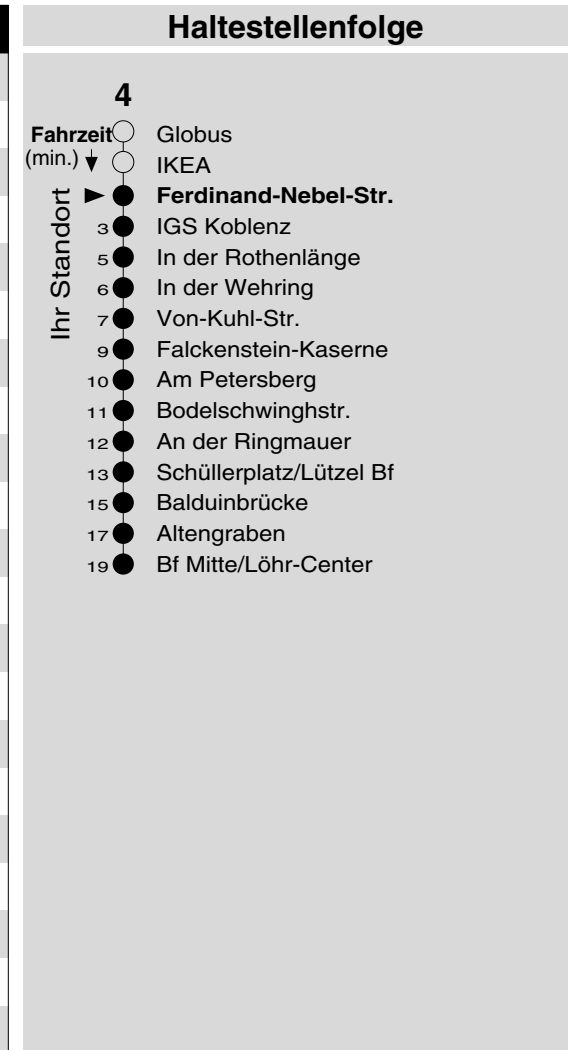 Haltestellenfolge
4
Fahrzeit Globus
(min.) IKEA
Ihr Standort
Ferdinand-Nebel-Str.
3 IGS Koblenz
5 In der Rothenlänge
6 In der Wehring
7 Von-Kuhl-Str.
9 Falckenstein-Kaserne
10 Am Petersberg
11 Bodelschwinghstr.
12 An der Ringmauer
13 Schüllerplatz/Lützel Bf
15 Balduinbrücke
17 Altengraben
19 Bf Mitte/Löhr-Center